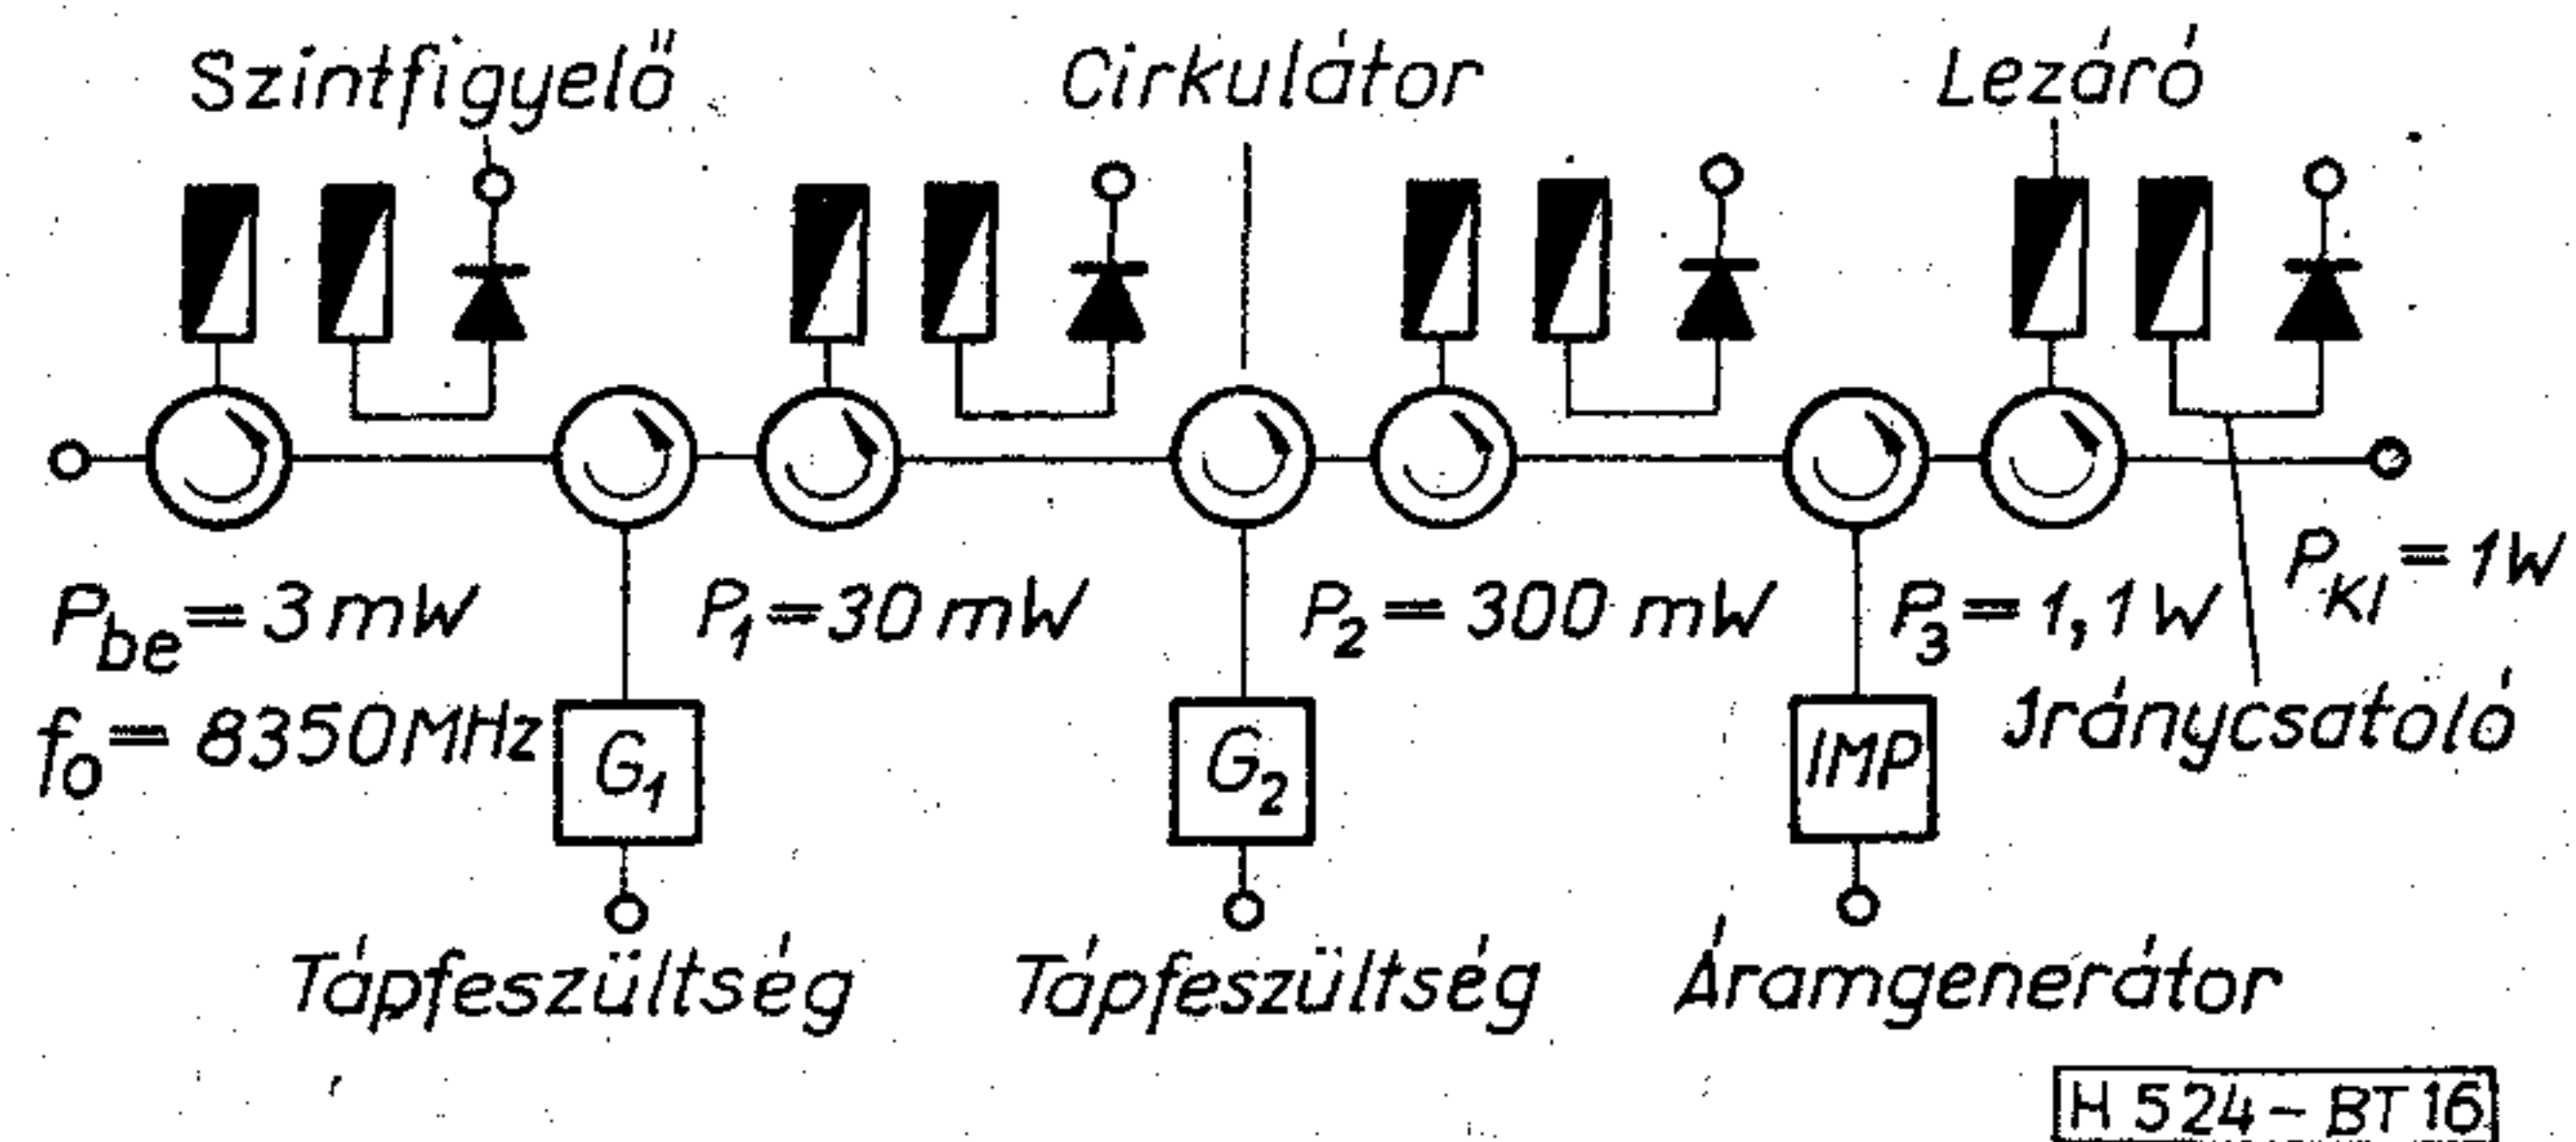 Szintfigyelő
Cirkulátor
Lezáró
P_KI = 1W
P_be = 3 mW
P_1 = 30 mW
P_2 = 300 mW
P_3 = 1,1 W
f_0 = 8350 MHz
G_1
G_2
IMP
Iránycsatoló
Tápfeszültség
Tápfeszültség
Áramgenerátor
H 524 - BT 16